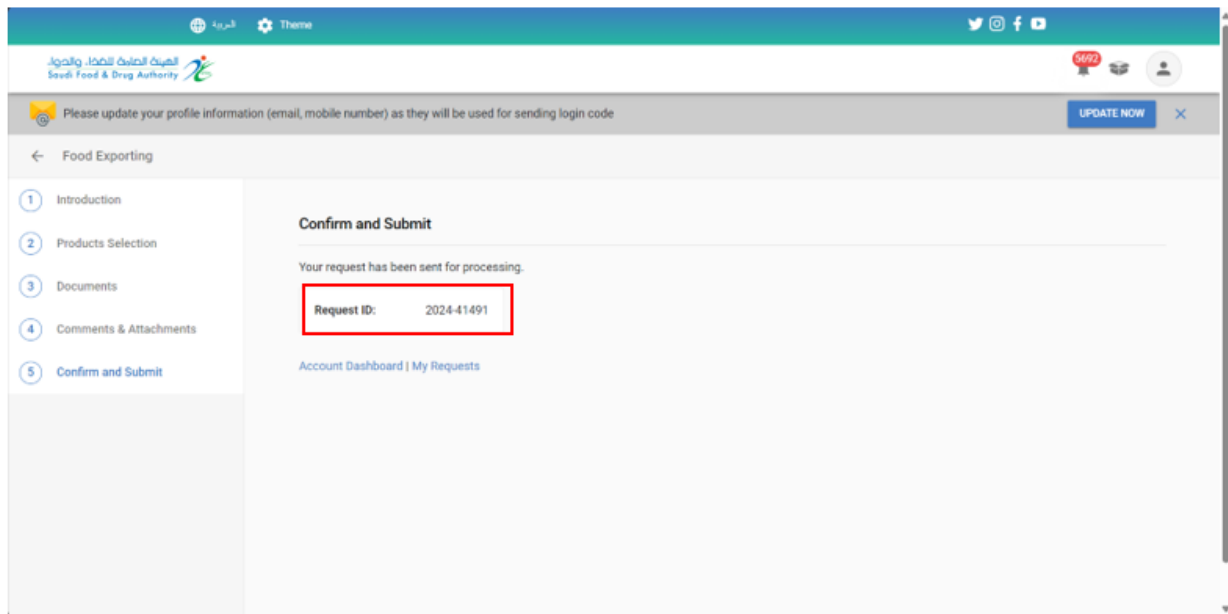 العربية Theme
5692
الهيئة العامة للغذاء والدواء
Saudi Food & Drug Authority
Please update your profile information (email, mobile number) as they will be used for sending login code
UPDATE NOW
Food Exporting
1 Introduction
2 Products Selection
3 Documents
4 Comments & Attachments
5 Confirm and Submit
Confirm and Submit
Your request has been sent for processing.
Request ID: 2024-41491
Account Dashboard | My Requests